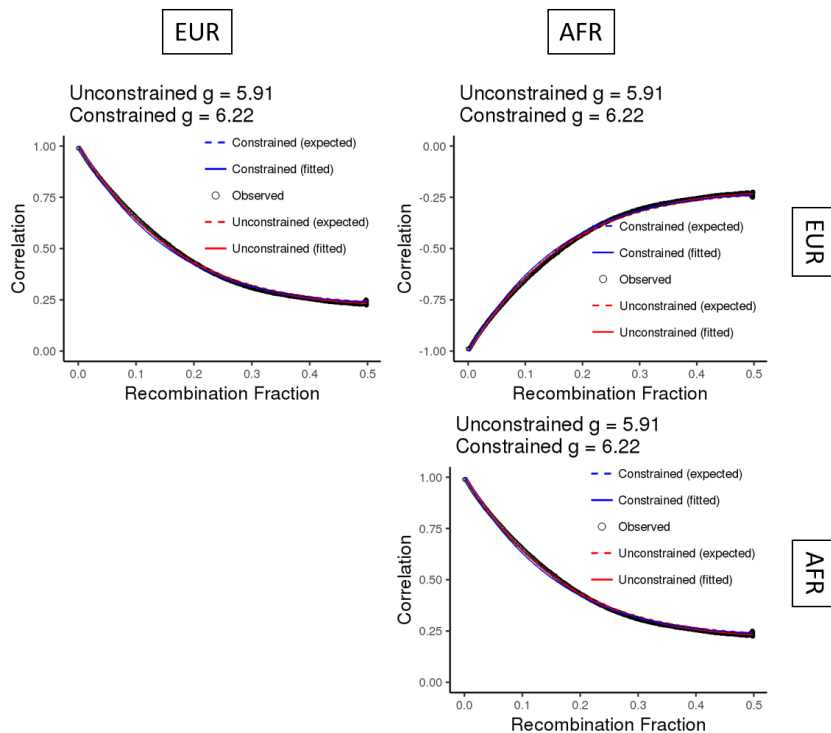 EUR
AFR
Unconstrained g = 5.91
Constrained g = 6.22
1.00
0.75
0.50
0.25
0.00
Correlation
Constrained (expected)
Constrained (fitted)
Observed
Unconstrained (expected)
Unconstrained (fitted)
0.0 0.1 0.2 0.3 0.4 0.5
Recombination Fraction
Unconstrained g = 5.91
Constrained g = 6.22
0.00
-0.25
-0.50
-0.75
-1.00
Correlation
Constrained (expected)
Constrained (fitted)
Observed
Unconstrained (expected)
Unconstrained (fitted)
0.0 0.1 0.2 0.3 0.4 0.5
Recombination Fraction
EUR
Unconstrained g = 5.91
Constrained g = 6.22
1.00
0.75
0.50
0.25
0.00
Correlation
Constrained (expected)
Constrained (fitted)
Observed
Unconstrained (expected)
Unconstrained (fitted)
0.0 0.1 0.2 0.3 0.4 0.5
Recombination Fraction
AFR